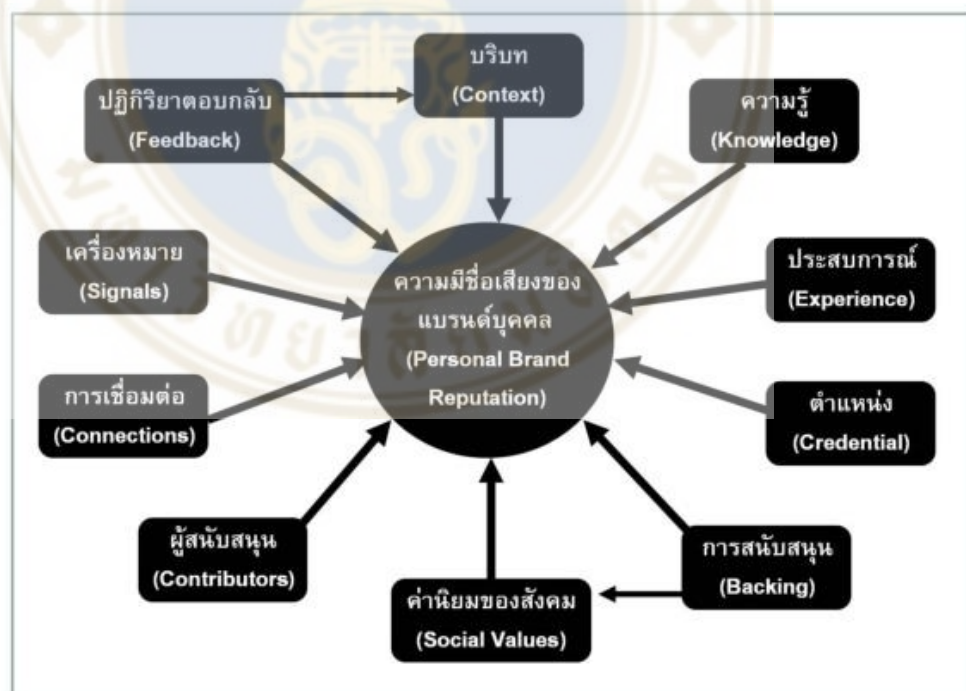 บริบท
(Context)
ปฏิกิริยาตอบกลับ
(Feedback)
ความรู้
(Knowledge)
เครื่องหมาย
(Signals)
ความมีชื่อเสียงของ
แบรนด์บุคคล
(Personal Brand
Reputation)
ประสบการณ์
(Experience)
การเชื่อมต่อ
(Connections)
ตำแหน่ง
(Credential)
ผู้สนับสนุน
(Contributors)
ค่านิยมของสังคม
(Social Values)
การสนับสนุน
(Backing)